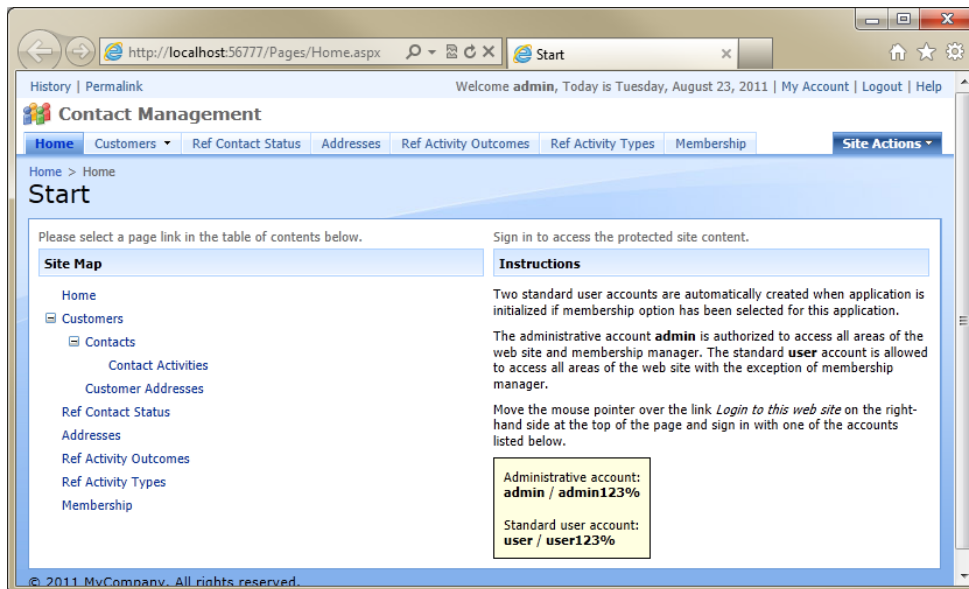 http://localhost:56777/Pages/Home.aspx
Start
History | Permalink
Welcome admin, Today is Tuesday, August 23, 2011 | My Account | Logout | Help
Contact Management
Home Customers Ref Contact Status Addresses Ref Activity Outcomes Ref Activity Types Membership Site Actions
Home > Home
Start
Please select a page link in the table of contents below.
Site Map
Home
Customers
Contacts
Contact Activities
Customer Addresses
Ref Contact Status
Addresses
Ref Activity Outcomes
Ref Activity Types
Membership
Sign in to access the protected site content.
Instructions
Two standard user accounts are automatically created when application is
initialized if membership option has been selected for this application.
The administrative account admin is authorized to access all areas of the
web site and membership manager. The standard user account is allowed
to access all areas of the web site with the exception of membership
manager.
Move the mouse pointer over the link Login to this web site on the right-
hand side at the top of the page and sign in with one of the accounts
listed below.
Administrative account:
admin / admin123%
Standard user account:
user / user123%
© 2011 MyCompany. All rights reserved.